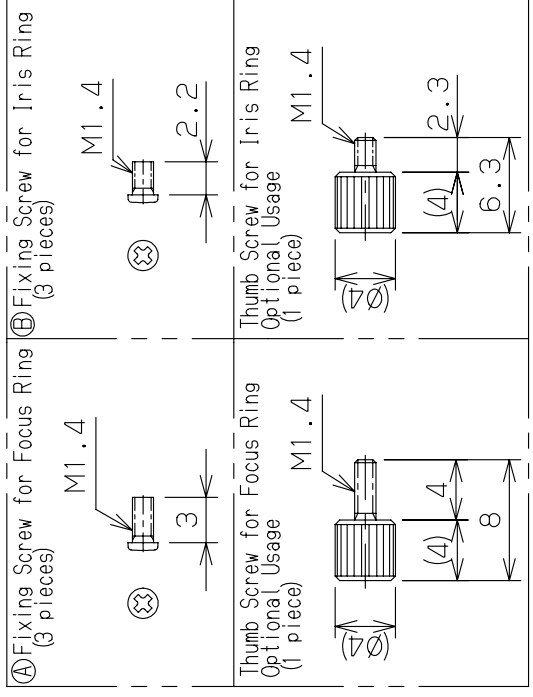 Ⓐ Fixing Screw for Focus Ring
(3 pieces)
M1.4
3
Thumb Screw for Focus Ring
Optional Usage
(1 piece)
M1.4
(Ø4)
(4)
4
8
Ⓑ Fixing Screw for Iris Ring
(3 pieces)
M1.4
2.2
Thumb Screw for Iris Ring
Optional Usage
(1 piece)
M1.4
(Ø4)
(4)
2.3
6.3